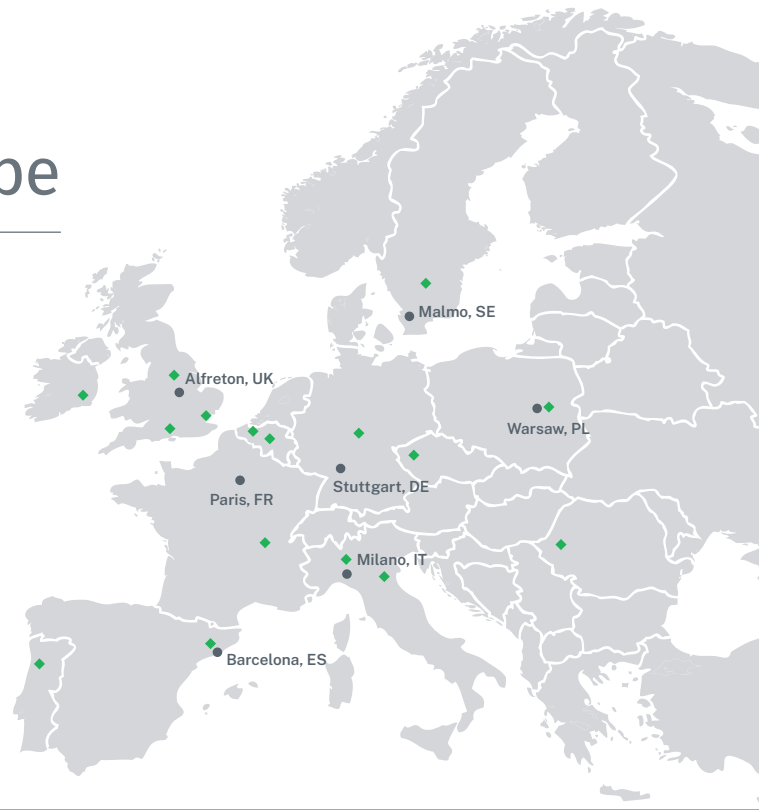 pe
Malmo, SE
Alfreton, UK
Warsaw, PL
Stuttgart, DE
Paris, FR
Milano, IT
Barcelona, ES